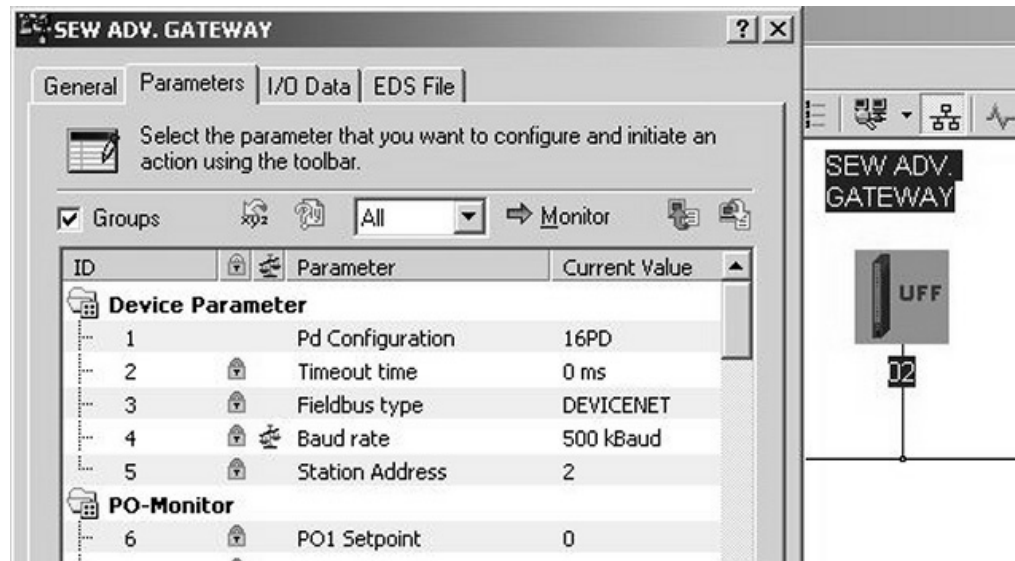 SEW ADV. GATEWAY
? X
General Parameters I/O Data EDS File
Select the parameter that you want to configure and initiate an
action using the toolbar.
Groups xyz All Monitor
ID Parameter Current Value
Device Parameter
1 Pd Configuration 16PD
2 Timeout time 0 ms
3 Fieldbus type DEVICENET
4 Baud rate 500 kBaud
5 Station Address 2
PO-Monitor
6 PO1 Setpoint 0
SEW ADV.
GATEWAY
UFF
02